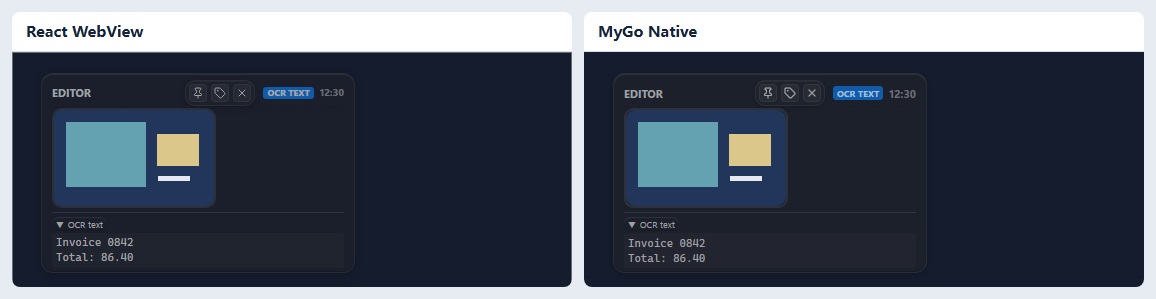 React WebView
EDITOR
OCR TEXT
12:30
▼ OCR text
Invoice 0842
Total: 86.40
MyGo Native
EDITOR
OCR TEXT
12:30
▼ OCR text
Invoice 0842
Total: 86.40